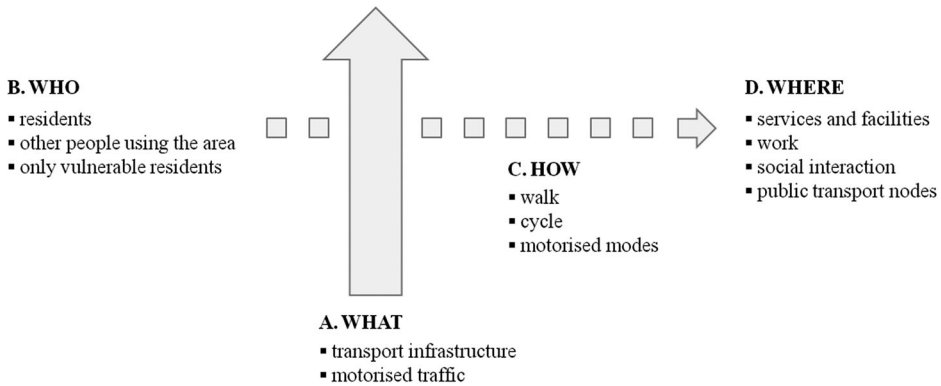 B. WHO
▪ residents
▪ other people using the area
▪ only vulnerable residents
D. WHERE
▪ services and facilities
▪ work
▪ social interaction
▪ public transport nodes
C. HOW
▪ walk
▪ cycle
▪ motorised modes
A. WHAT
▪ transport infrastructure
▪ motorised traffic